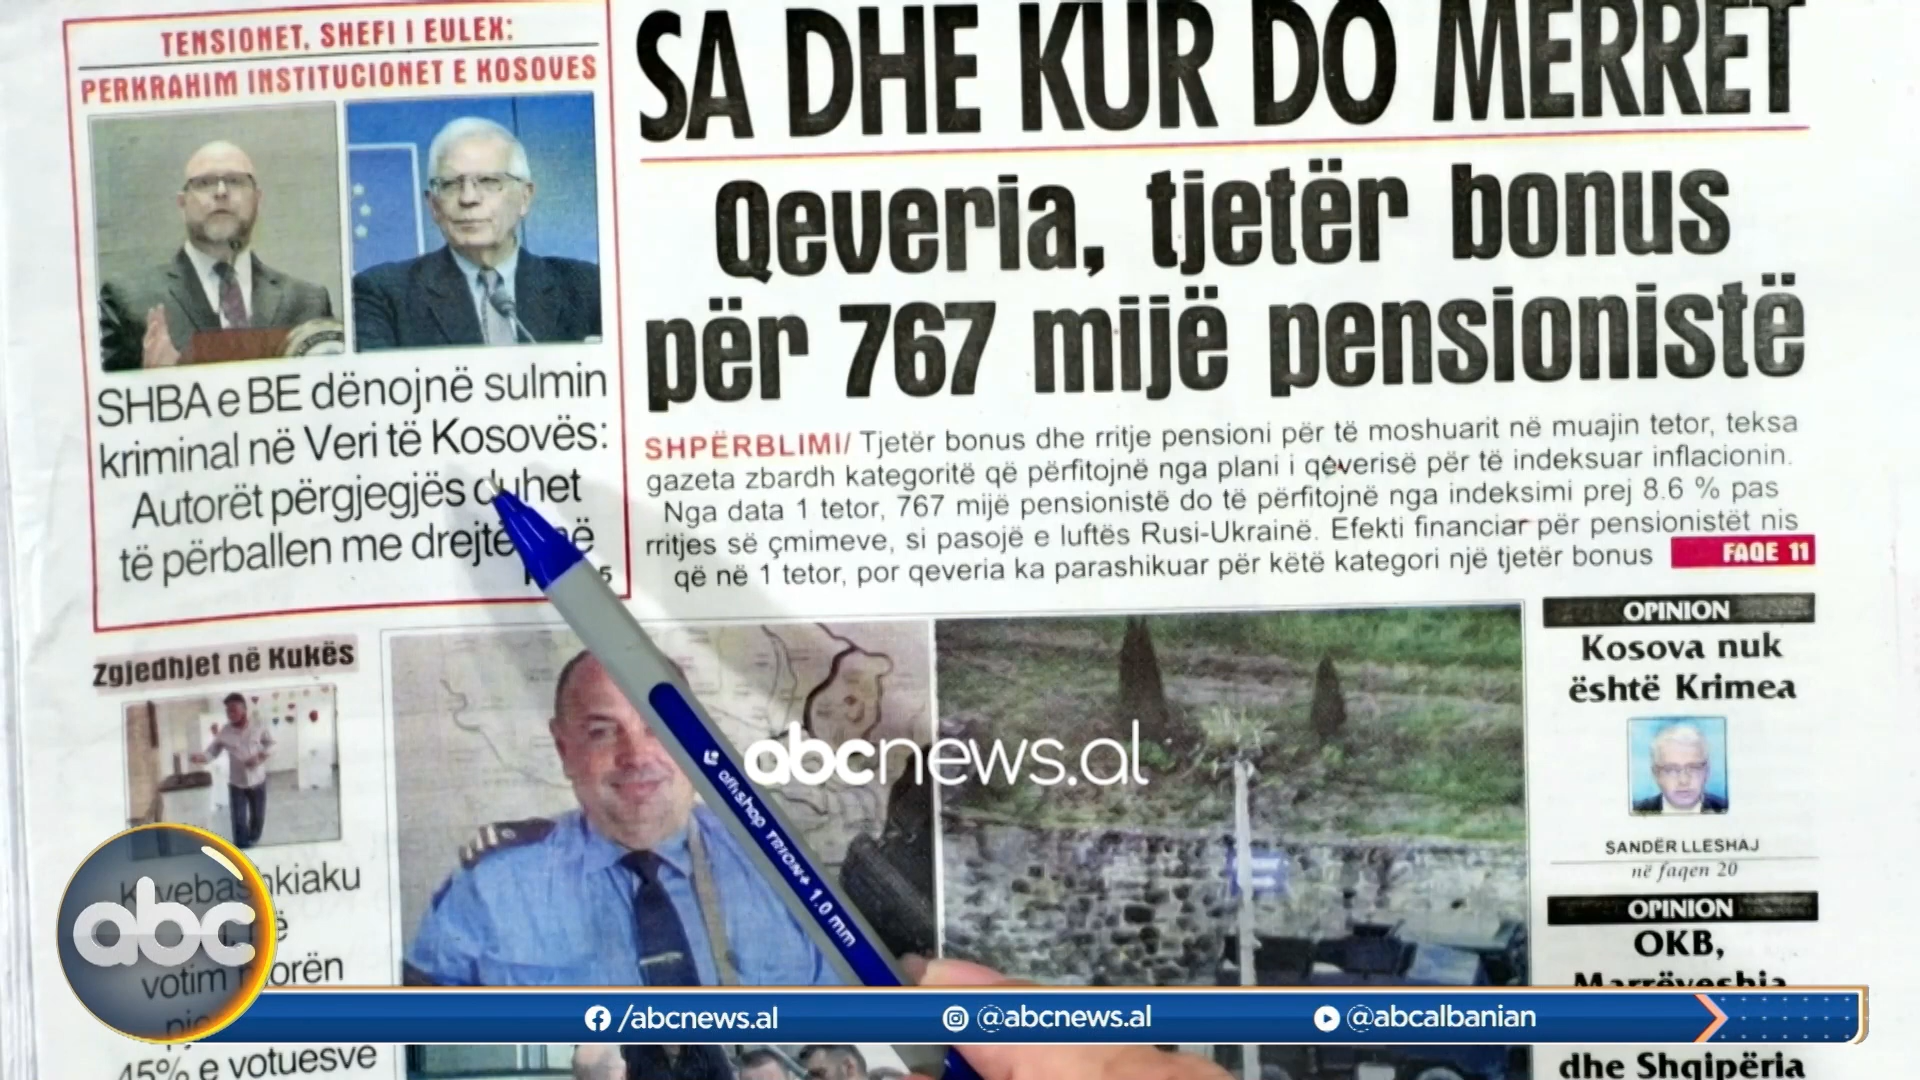 TENSIONET, SHEFI I EULEX:
PERKRAHIM INSTITUCIONET E KOSOVES
SHBA e BE dënojnë sulmin
kriminal në Veri të Kosovës:
Autorët përgjegjës duhet
të përballen me
5
SA DHE KUR DO MERRET
Qeveria, tjetër bonus
për 767 mijë pensionistë
SHPËRBLIMI/ Tjetër bonus dhe rritje pensioni për të moshuarit në muajin tetor, teksa
gazeta zbardh kategoritë që përfitojnë nga plani i qeverisë për të indeksuar inflacionin.
Nga data 1 tetor, 767 mijë pensionistë do të përfitojnë nga indeksimi prej 8.6 % pas
rritjes së çmimeve, si pasojë e luftës Rusi-Ukrainë. Efekti financiar për pensionistët nis
që në 1 tetor, por qeveria ka parashikuar për këtë kategori një tjetër bonus FAQE 11
Zgjedhjet në Kukës
votim
45% e votuesve
OPINION
Kosova nuk
është Krimea
SANDËR LLESHAJ
në faqen 20
OPINION
OKB,
Marrëveshja
dhe Shqipëria
offishop TRION+ 1.0 mm
abcnews.al
abc
/abcnews.al
@abcnews.al
@abcalbanian